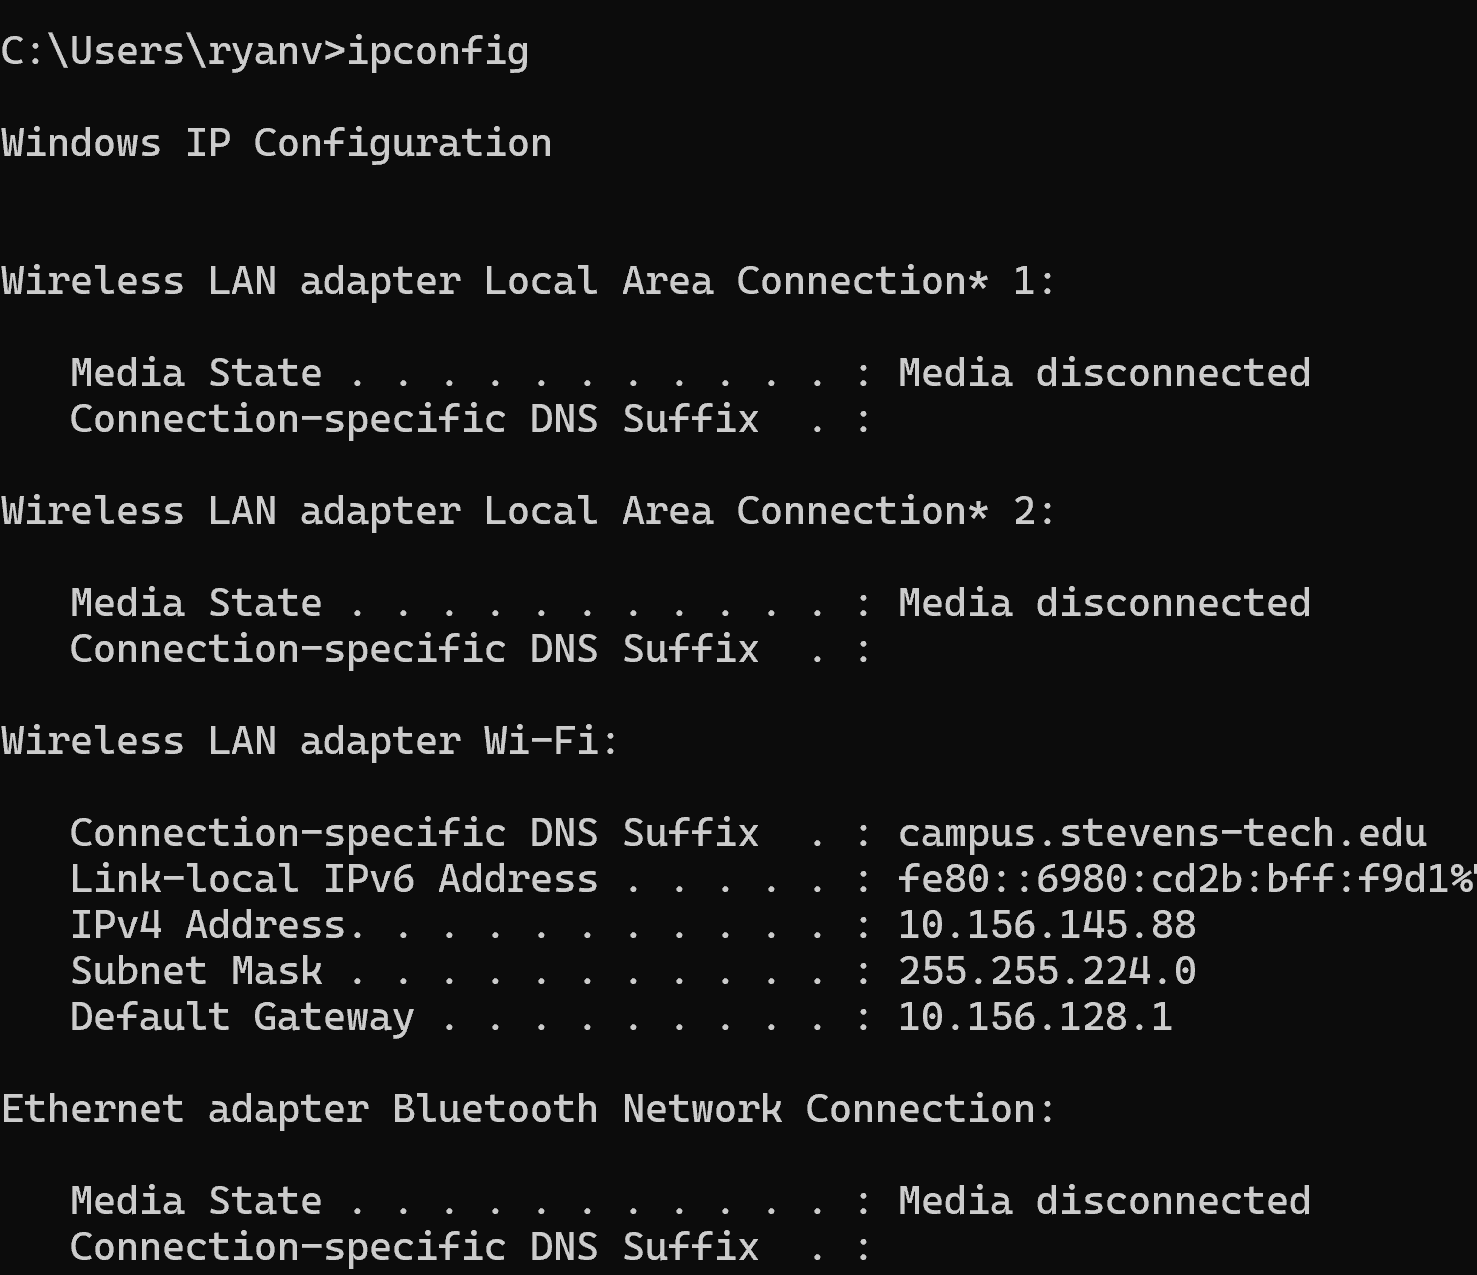 C:\Users\ryanv>ipconfig
Windows IP Configuration
Wireless LAN adapter Local Area Connection* 1:
Media State . . . . . . . . . . . : Media disconnected
Connection-specific DNS Suffix  . :
Wireless LAN adapter Local Area Connection* 2:
Media State . . . . . . . . . . . : Media disconnected
Connection-specific DNS Suffix  . :
Wireless LAN adapter Wi-Fi:
Connection-specific DNS Suffix  . : campus.stevens-tech.edu
Link-local IPv6 Address . . . . . : fe80::6980:cd2b:bff:f9d1%
IPv4 Address. . . . . . . . . . . : 10.156.145.88
Subnet Mask . . . . . . . . . . . : 255.255.224.0
Default Gateway . . . . . . . . . : 10.156.128.1
Ethernet adapter Bluetooth Network Connection:
Media State . . . . . . . . . . . : Media disconnected
Connection-specific DNS Suffix  . :